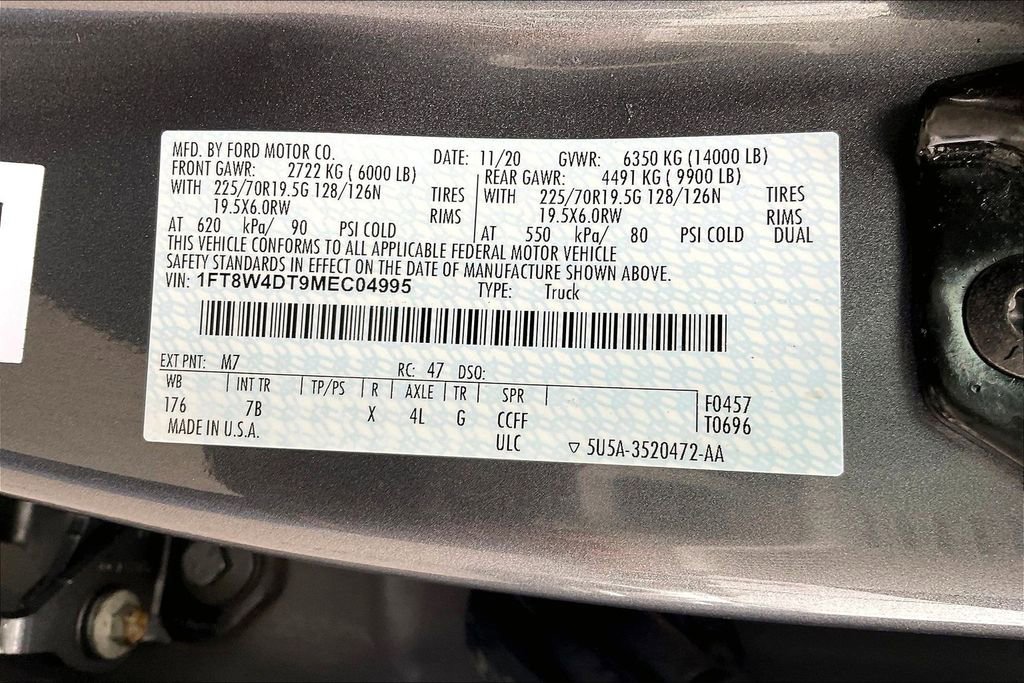 MFD. BY FORD MOTOR CO. DATE: 11/20 GVWR: 6350 KG (14000 LB)
FRONT GAWR: 2722 KG ( 6000 LB) REAR GAWR: 4491 KG ( 9900 LB)
WITH 225/70R19.5G 128/126N TIRES WITH 225/70R19.5G 128/126N TIRES
19.5X6.0RW RIMS 19.5X6.0RW RIMS
AT 620 kPa/ 90 PSI COLD AT 550 kPa/ 80 PSI COLD DUAL
THIS VEHICLE CONFORMS TO ALL APPLICABLE FEDERAL MOTOR VEHICLE
SAFETY STANDARDS IN EFFECT ON THE DATE OF MANUFACTURE SHOWN ABOVE.
VIN: 1FT8W4DT9MEC04995 TYPE: Truck
EXT PNT: M7 RC: 47 DSO:
WB INT TR TP/PS R AXLE TR SPR
176 7B X 4L G CCFF F0457
ULC T0696
MADE IN U.S.A. ▽ 5U5A-3520472-AA